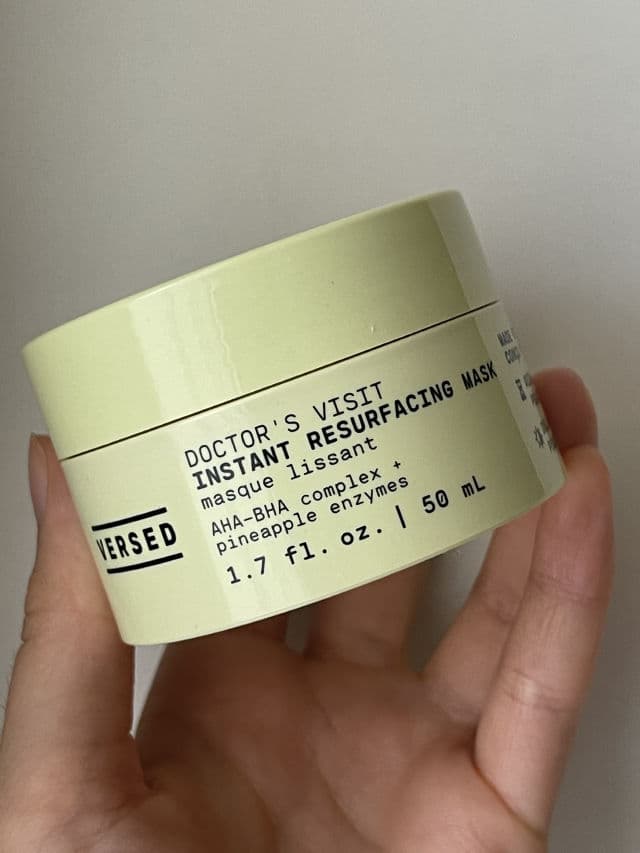 VERSED
DOCTOR'S VISIT
INSTANT RESURFACING MASK
masque lissant
AHA-BHA complex +
pineapple enzymes
1.7 fl. oz. | 50 mL